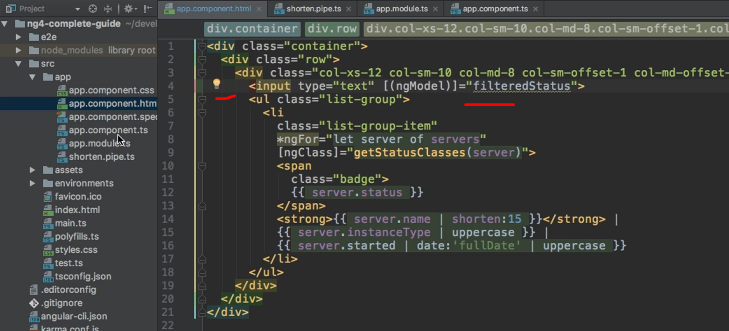 Project
app.component.html
shorten.pipe.ts
app.module.ts
app.component.ts
ng4-complete-guide ~/devel
e2e
node_modules library root
src
app
app.component.css
app.component.htm
app.component.spe
app.component.ts
app.module.ts
shorten.pipe.ts
assets
environments
favicon.ico
index.html
main.ts
polyfills.ts
styles.css
test.ts
tsconfig.json
.editorconfig
.gitignore
angular-cli.json
karma.conf.js
div.container div.row div.col-xs-12.col-sm-10.col-md-8.col-sm-offset-1.col
1 <div class="container">
2 <div class="row">
3 <div class="col-xs-12 col-sm-10 col-md-8 col-sm-offset-1 col-md-offset-
4 <input type="text" [(ngModel)]="filteredStatus">
5 <ul class="list-group">
6 <li
7 class="list-group-item"
8 *ngFor="let server of servers"
9 [ngClass]="getStatusClasses(server)">
10 <span
11 class="badge">
12 {{ server.status }}
13 </span>
14 <strong>{{ server.name | shorten:15 }}</strong> |
15 {{ server.instanceType | uppercase }} |
16 {{ server.started | date:'fullDate' | uppercase }}
17 </li>
18 </ul>
19 </div>
20 </div>
21 </div>
22